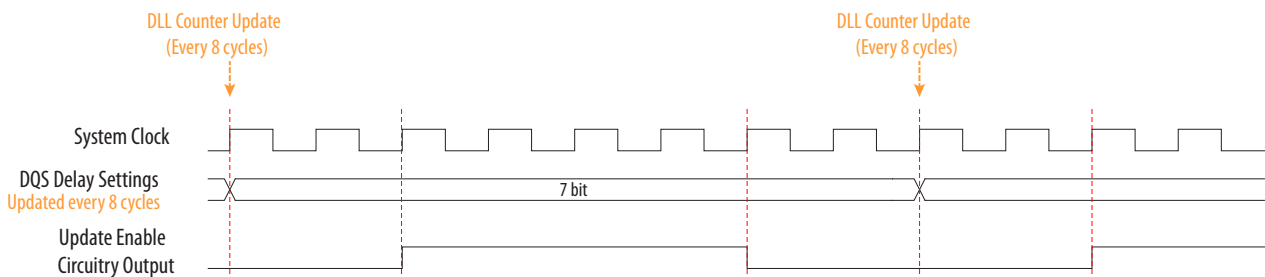 DLL Counter Update
(Every 8 cycles)
DLL Counter Update
(Every 8 cycles)
System Clock
DQS Delay Settings
Updated every 8 cycles
7 bit
Update Enable
Circuitry Output